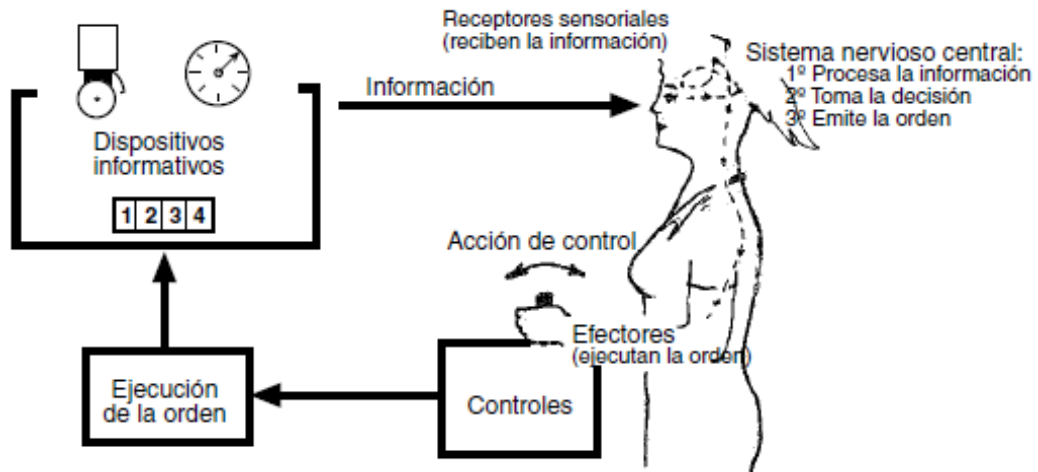 Receptores sensoriales
(reciben la información)
Sistema nervioso central:
1º Procesa la información
2º Toma la decisión
3º Emite la orden
Información
Dispositivos
informativos
1 2 3 4
Acción de control
Efectores
(ejecutan la orden)
Controles
Ejecución
de la orden